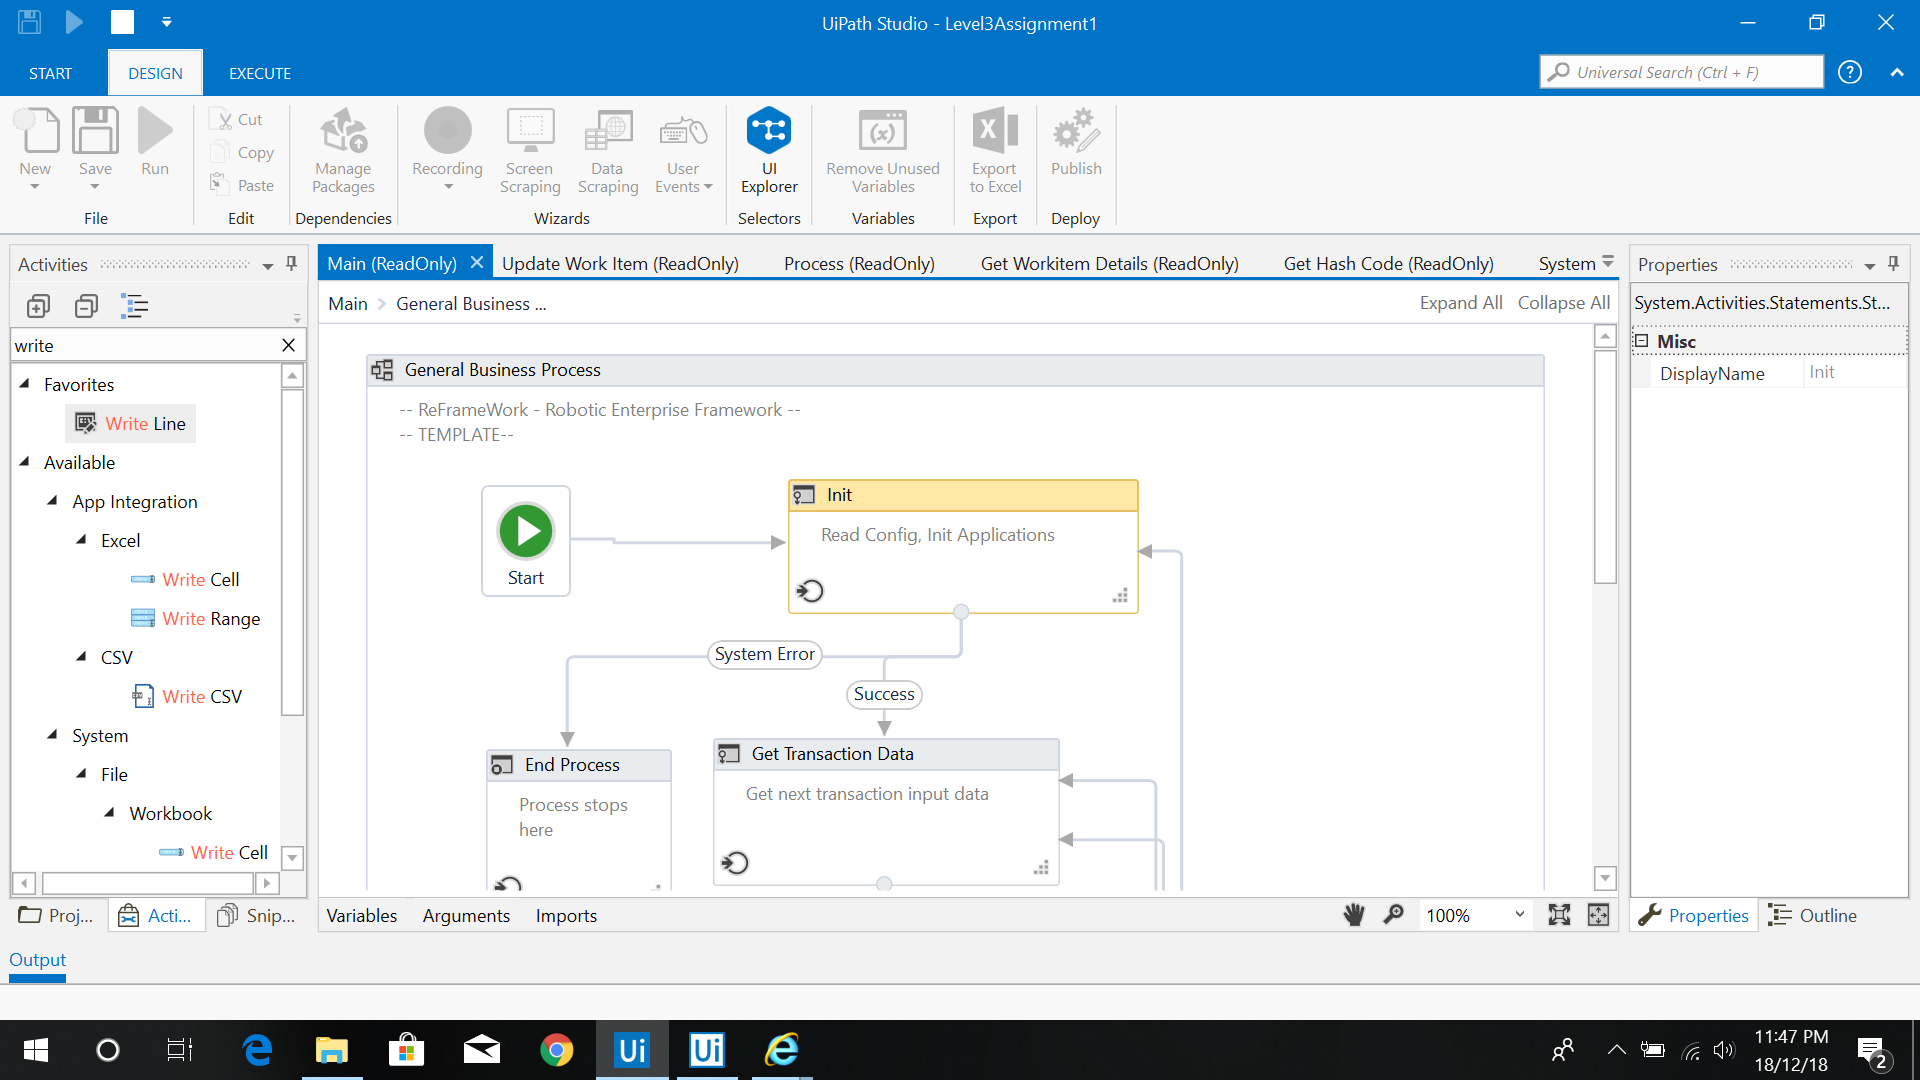 UiPath Studio - Level3Assignment1
START
DESIGN
EXECUTE
Universal Search (Ctrl + F)
New
Save
Run
File
Cut
Copy
Paste
Edit
Manage Packages
Dependencies
Recording
Screen Scraping
Data Scraping
User Events
Wizards
UI Explorer
Selectors
Remove Unused Variables
Variables
Export to Excel
Export
Publish
Deploy
Activities
write
Favorites
Write Line
Available
App Integration
Excel
Write Cell
Write Range
CSV
Write CSV
System
File
Workbook
Write Cell
Proj...
Acti...
Snip...
Main (ReadOnly)
Update Work Item (ReadOnly)
Process (ReadOnly)
Get Workitem Details (ReadOnly)
Get Hash Code (ReadOnly)
System
Main > General Business ...
Expand All
Collapse All
General Business Process
-- ReFrameWork - Robotic Enterprise Framework --
-- TEMPLATE--
Start
Init
Read Config, Init Applications
System Error
Success
End Process
Process stops
here
Get Transaction Data
Get next transaction input data
Variables
Arguments
Imports
100%
Properties
System.Activities.Statements.St...
Misc
DisplayName
Init
Properties
Outline
Output
Ui
Ui
11:47 PM
18/12/18
2